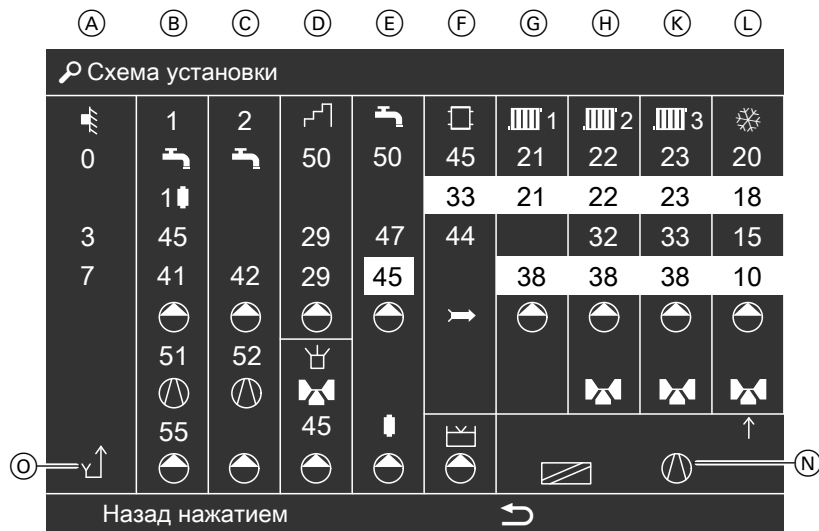 A B C D E F G H K L
Схема установки
1 2 1 2 3
0 50 50 45 21 22 23 20
1 33 21 22 23 18
3 45 29 47 44 32 33 15
7 41 42 29 45 38 38 38 10
51 52
55 45
O N
Назад нажатием